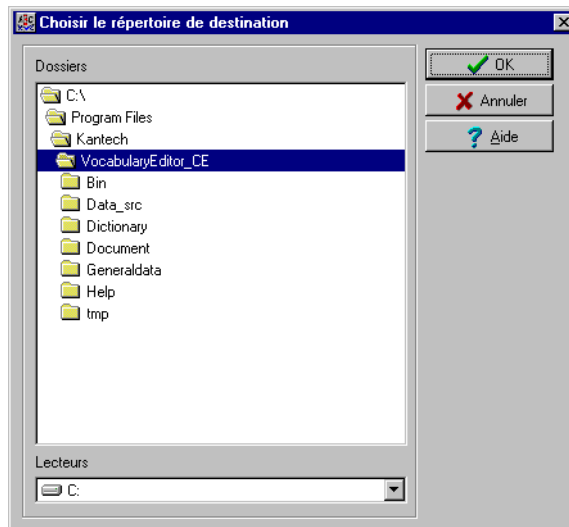 Choisir le répertoire de destination
Dossiers
C:\
Program Files
Kantech
VocabularyEditor_CE
Bin
Data_src
Dictionary
Document
Generaldata
Help
tmp
Lecteurs
C:
OK
Annuler
Aide